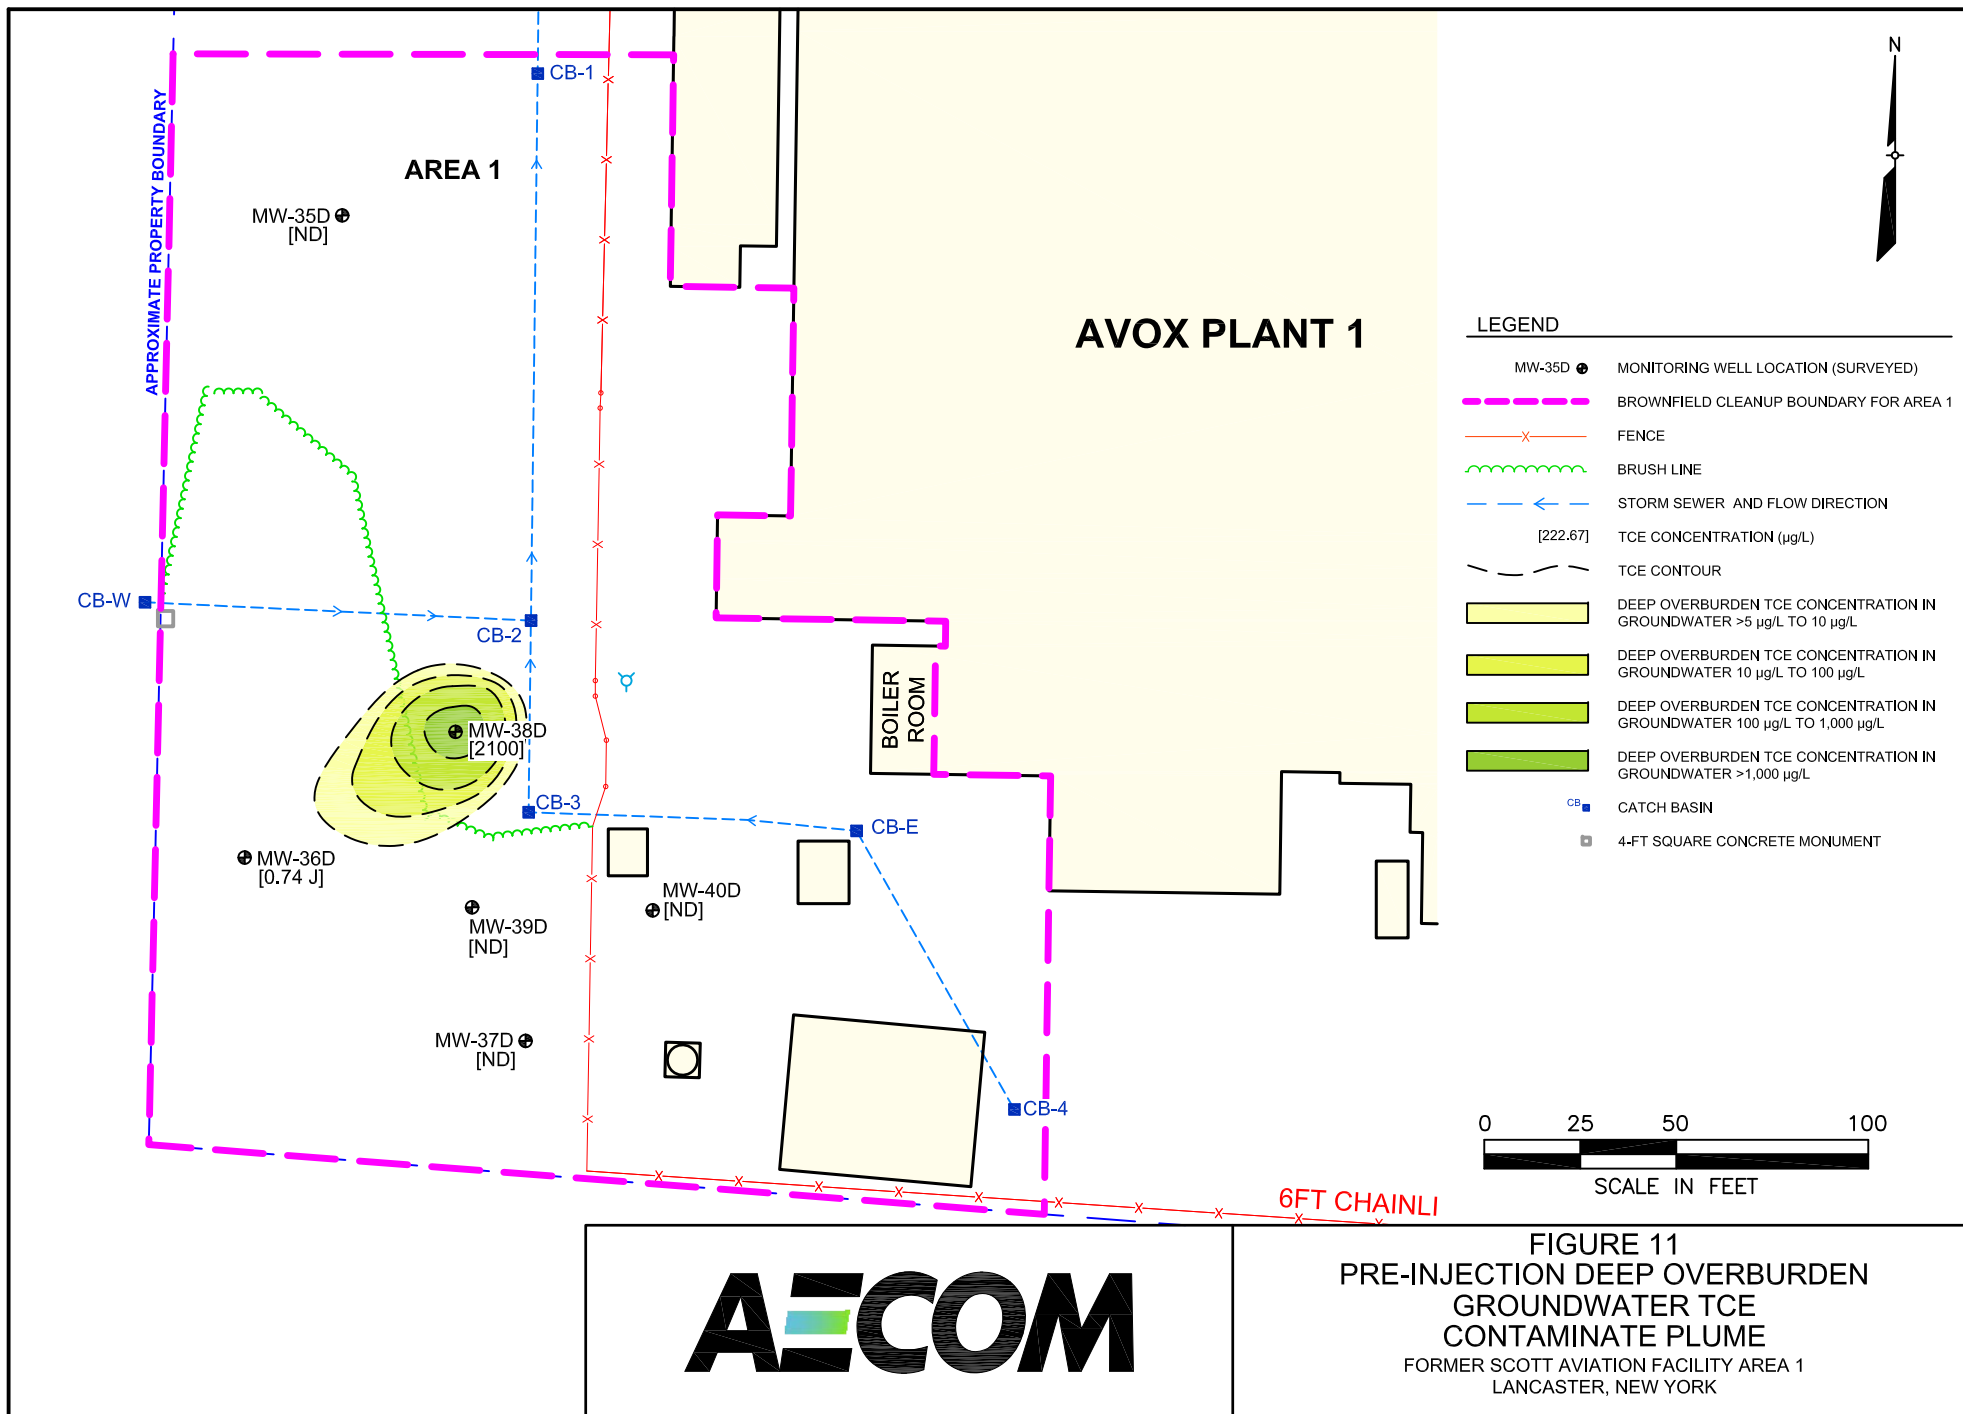 CB-1
N
APPROXIMATE PROPERTY BOUNDARY
AREA 1
MW-35D
[ND]
AVOX PLANT 1
LEGEND
MW-35D
MONITORING WELL LOCATION (SURVEYED)
BROWNFIELD CLEANUP BOUNDARY FOR AREA 1
FENCE
BRUSH LINE
STORM SEWER AND FLOW DIRECTION
[222.67]
TCE CONCENTRATION (µg/L)
TCE CONTOUR
DEEP OVERBURDEN TCE CONCENTRATION IN
GROUNDWATER >5 µg/L TO 10 µg/L
DEEP OVERBURDEN TCE CONCENTRATION IN
GROUNDWATER 10 µg/L TO 100 µg/L
DEEP OVERBURDEN TCE CONCENTRATION IN
GROUNDWATER 100 µg/L TO 1,000 µg/L
DEEP OVERBURDEN TCE CONCENTRATION IN
GROUNDWATER >1,000 µg/L
CB
CATCH BASIN
4-FT SQUARE CONCRETE MONUMENT
CB-W
CB-2
BOILER
ROOM
MW-38D
[2100]
CB-3
CB-E
MW-36D
[0.74 J]
MW-40D
[ND]
MW-39D
[ND]
MW-37D
[ND]
CB-4
0 25 50 100
SCALE IN FEET
6FT CHAINLI
AECOM
FIGURE 11
PRE-INJECTION DEEP OVERBURDEN
GROUNDWATER TCE
CONTAMINATE PLUME
FORMER SCOTT AVIATION FACILITY AREA 1
LANCASTER, NEW YORK